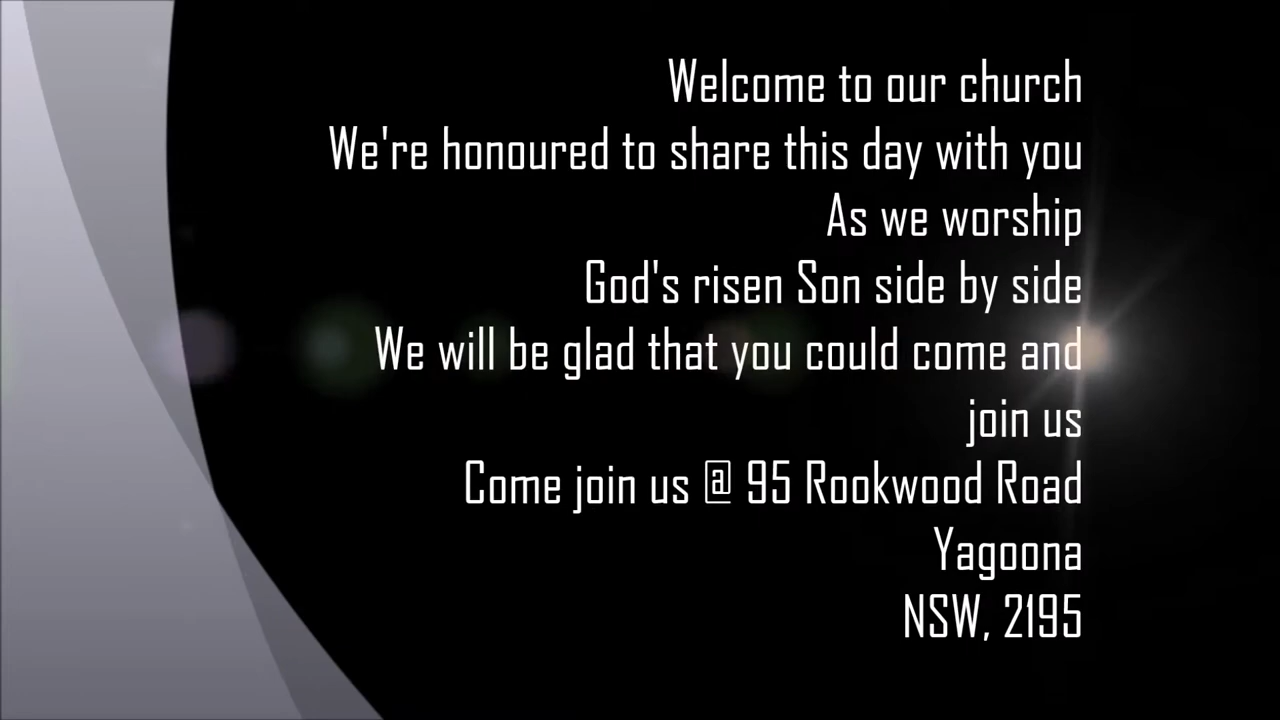 Welcome to our church
We're honoured to share this day with you
As we worship
God's risen Son side by side
We will be glad that you could come and
join us
Come join us @ 95 Rookwood Road
Yagoona
NSW, 2195